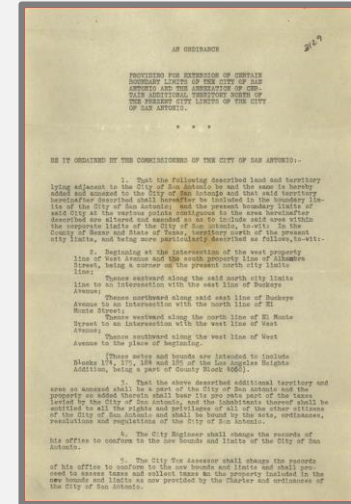 AN ORDINANCE
PROVIDING FOR EXTENSION OF CERTAIN
BOUNDARY LIMITS OF THE CITY OF SAN
ANTONIO AND THE ANNEXATION OF CER-
TAIN ADDITIONAL TERRITORY NORTH OF
THE PRESENT CITY LIMITS OF THE CITY
OF SAN ANTONIO.
* * *
BE IT ORDAINED BY THE COMMISSIONERS OF THE CITY OF SAN ANTONIO:-
1. That the following described land and territory
lying adjacent to the City of San Antonio be and the same is hereby
added and annexed to the City of San Antonio and that said territory
hereinafter described shall hereafter be included in the boundary lim-
its of the City of San Antonio; and the present boundary limits of
said City at the various points contiguous to the area hereinafter
described are altered and amended so as to include said area within
the corporate limits of the City of San Antonio, to-wit: In the
County of Bexar and State of Texas, territory north of the present
city limits, and being more particularly described as follows, to-wit:-
2. Beginning at the intersection of the west property
line of West Avenue and the south property line of Alhambra
Street, being a corner on the present north city limits
line;
Thence eastward along the said north city limits
line to an intersection with the east line of Buckeye
Avenue;
Thence northward along said east line of Buckeye
Avenue to an intersection with the north line of El
Monte Street;
Thence westward along the north line of El Monte
Street to an intersection with the west line of West
Avenue;
Thence southward along the west line of West
Avenue to the place of beginning.
(These metes and bounds are intended to include
Blocks 174, 175, 184 and 185 of the Los Angeles Heights
Addition, being a part of County Block
3. That the above described additional territory and
area so annexed shall be a part of the City of San Antonio and the
property so added therein shall bear its pro rata part of the taxes
levied by the City of San Antonio, and the inhabitants thereof shall be
entitled to all the rights and privileges of all of the other citizens
of the City of San Antonio and shall be bound by the acts, ordinances,
resolutions and regulations of the City of San Antonio.
4. The City Engineer shall change the records of
his office to conform to the new bounds and limits of the City of San
Antonio.
5. The City Tax Assessor shall change the records
of his office to conform to the new bounds and limits and shall pro-
ceed to assess taxes and collect taxes on the property included in the
new bounds and limits as now provided by the Charter and ordinances of
the City of San Antonio.